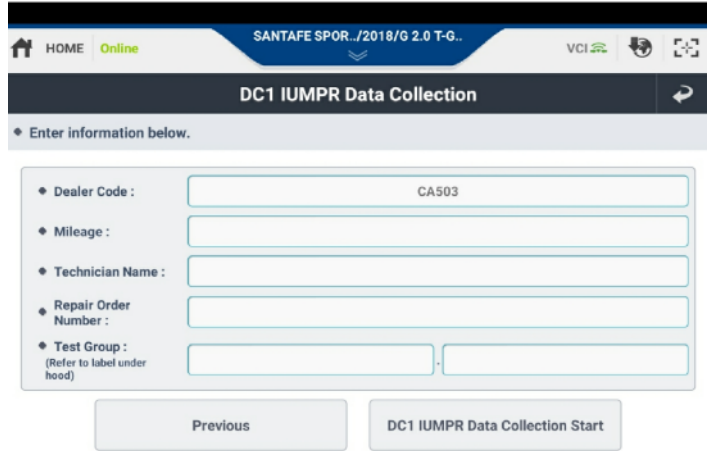 SANTAFE SPOR../2018/G 2.0 T-G..
HOME Online VCI
DC1 IUMPR Data Collection
Enter information below.
Dealer Code : CA503
Mileage :
Technician Name :
Repair Order
Number :
Test Group :
(Refer to label under
hood)
.
Previous DC1 IUMPR Data Collection Start